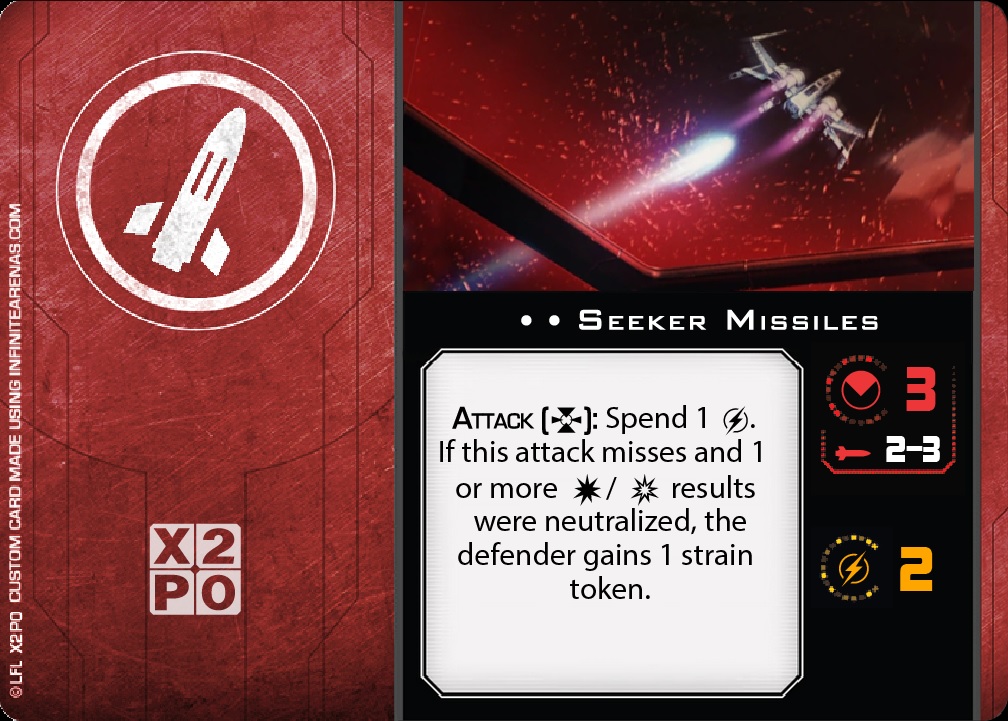 ©LFL X2PO CUSTOM CARD MADE USING INFINITEARENAS.COM
X2
PO
•• SEEKER MISSILES
ATTACK [ ]: Spend 1 .
If this attack misses and 1
or more / results
were neutralized, the
defender gains 1 strain
token.
3
2–3
2